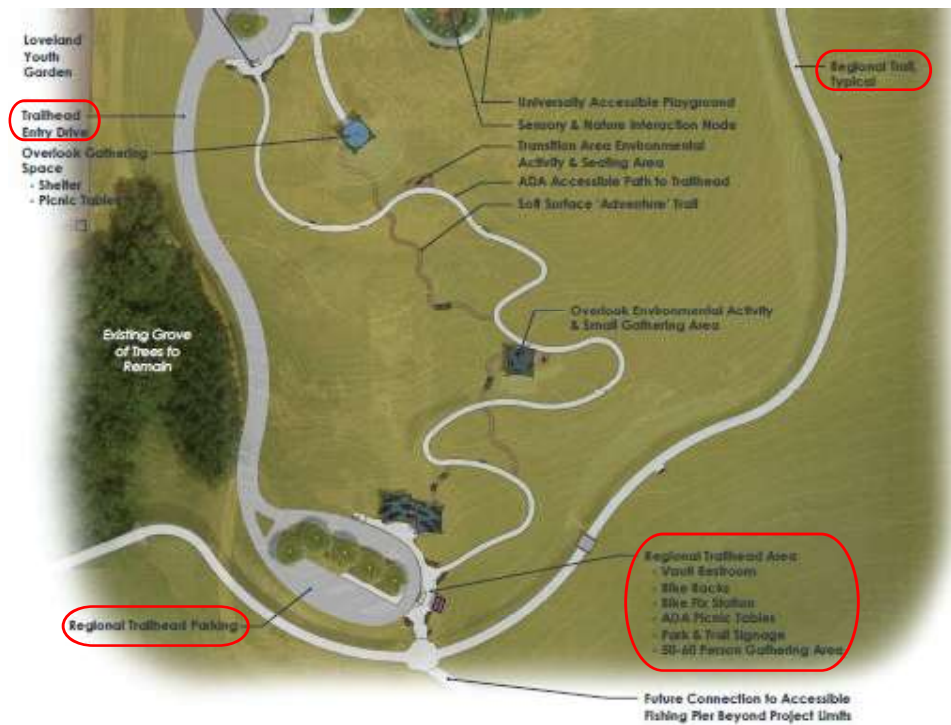 Loveland
Youth
Garden
Trailhead
Entry Drive
Overlook Gathering
Space
- Shelter
- Picnic Tables
Existing Grove
of Trees to
Remain
Regional Trail,
Typical
Universally Accessible Playground
Sensory & Nature Interaction Node
Transition Area Environmental
Activity & Seating Area
ADA Accessible Path to Trailhead
Soft Surface 'Adventure' Trail
Overlook Environmental Activity
& Small Gathering Area
Regional Trailhead Parking
Regional Trailhead Area
- Vault Restroom
- Bike Racks
- Bike Fix Station
- ADA Picnic Tables
- Park & Trail Signage
- 50-60 Person Gathering Area
Future Connection to Accessible
Fishing Pier Beyond Project Limits